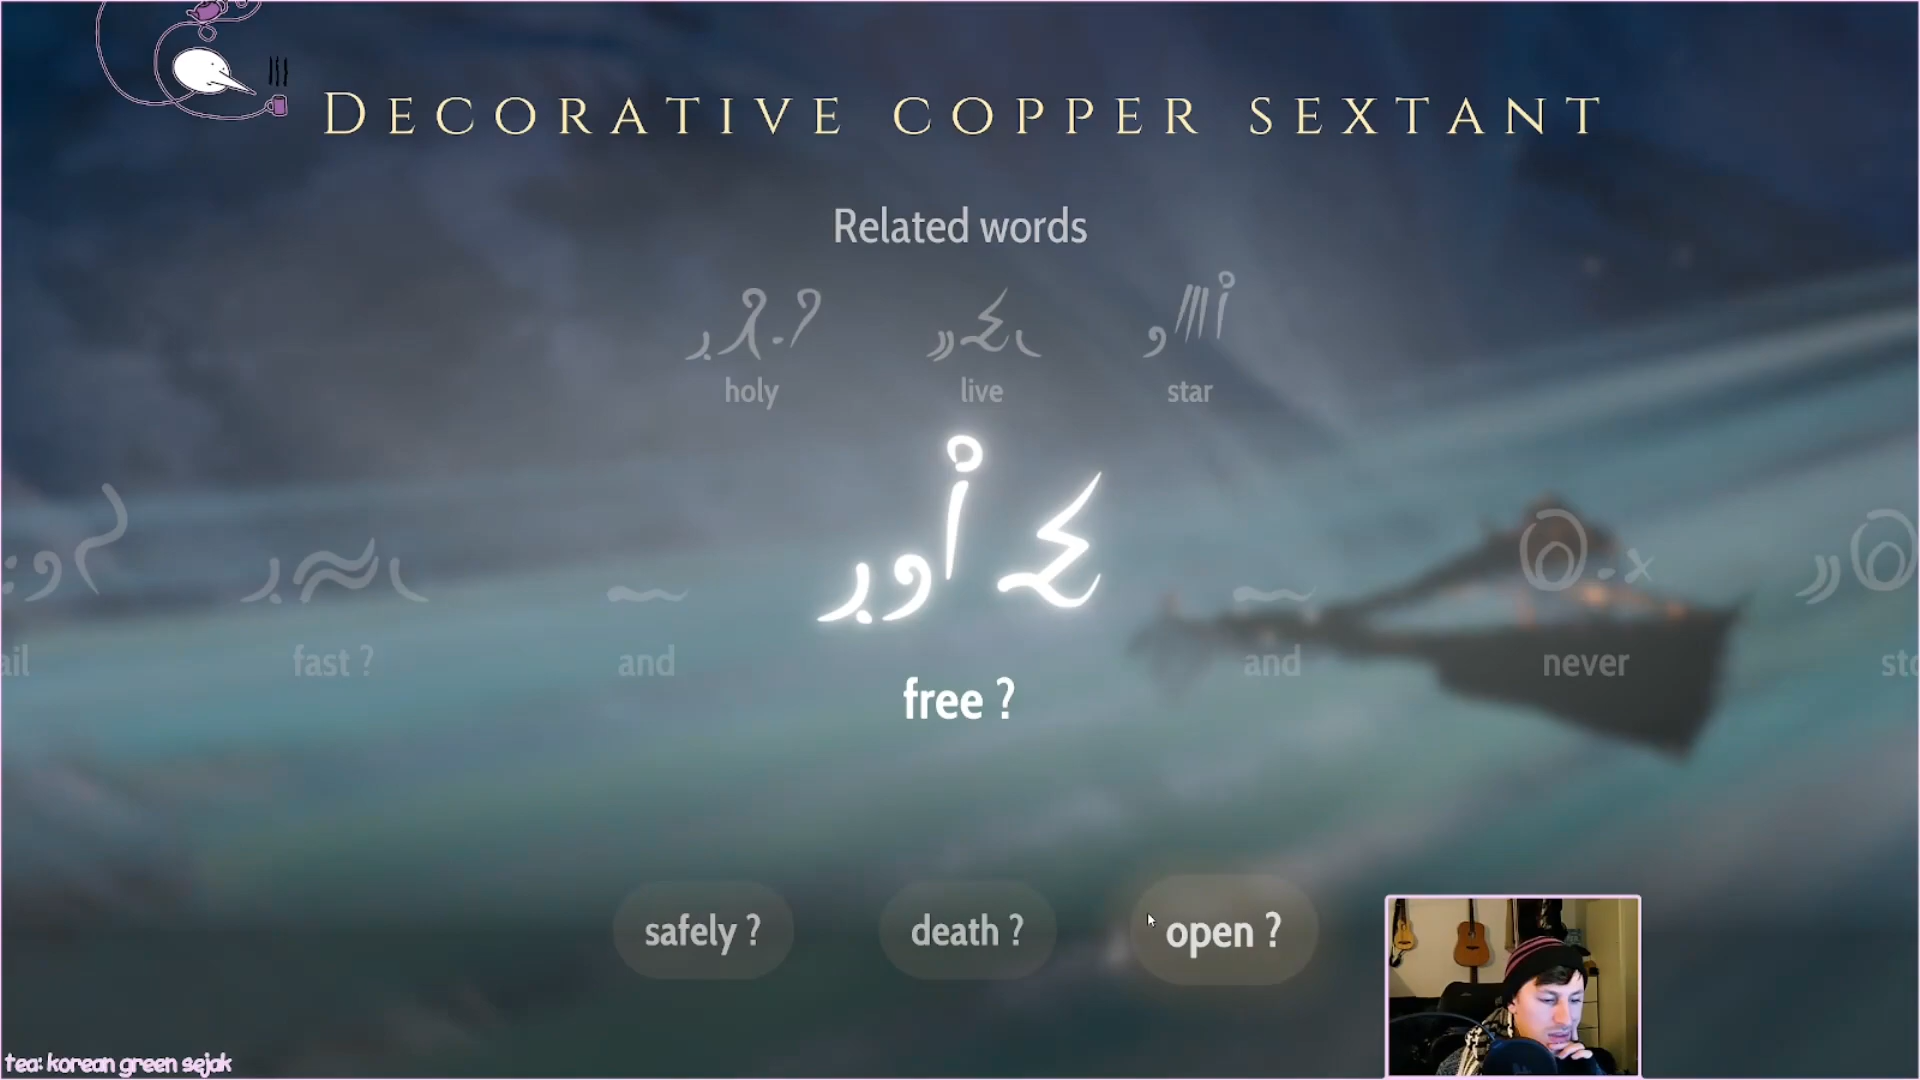 Decorative copper sextant
Related words
holy live star
fast ? and free ? and never
safely ? death ? open ?
tea: korean green sejak